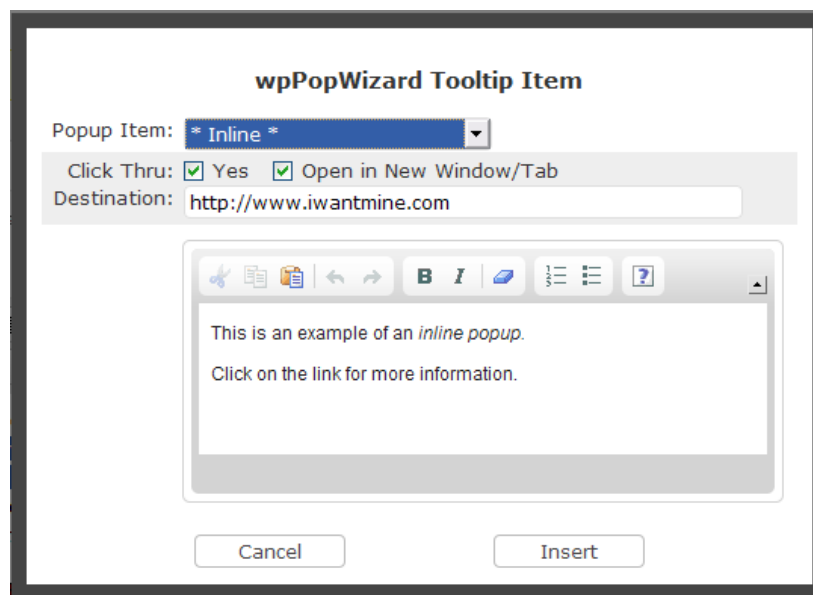 wpPopWizard Tooltip Item
Popup Item: * Inline *
Click Thru: Yes Open in New Window/Tab
Destination: http://www.iwantmine.com
B I ?
This is an example of an inline popup.
Click on the link for more information.
Cancel Insert